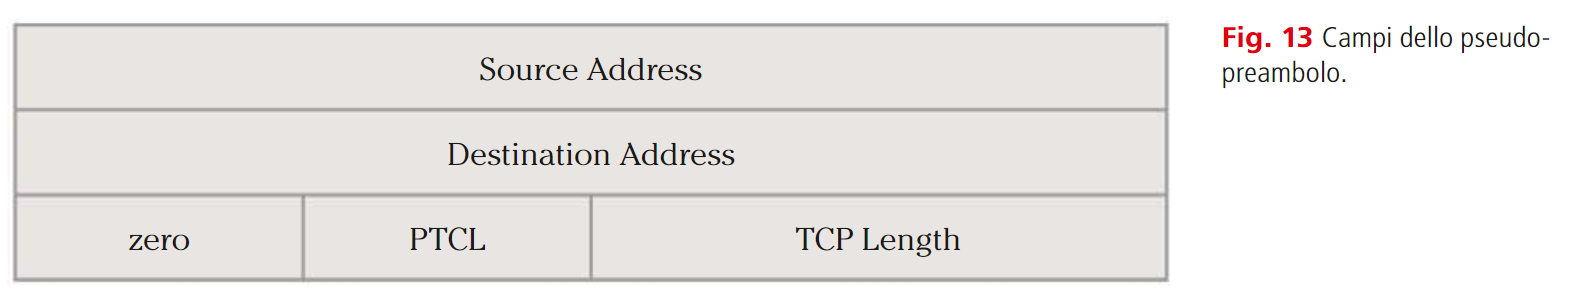 Source Address
Destination Address
zero PTCL TCP Length
Fig. 13 Campi dello pseudo-
preambolo.